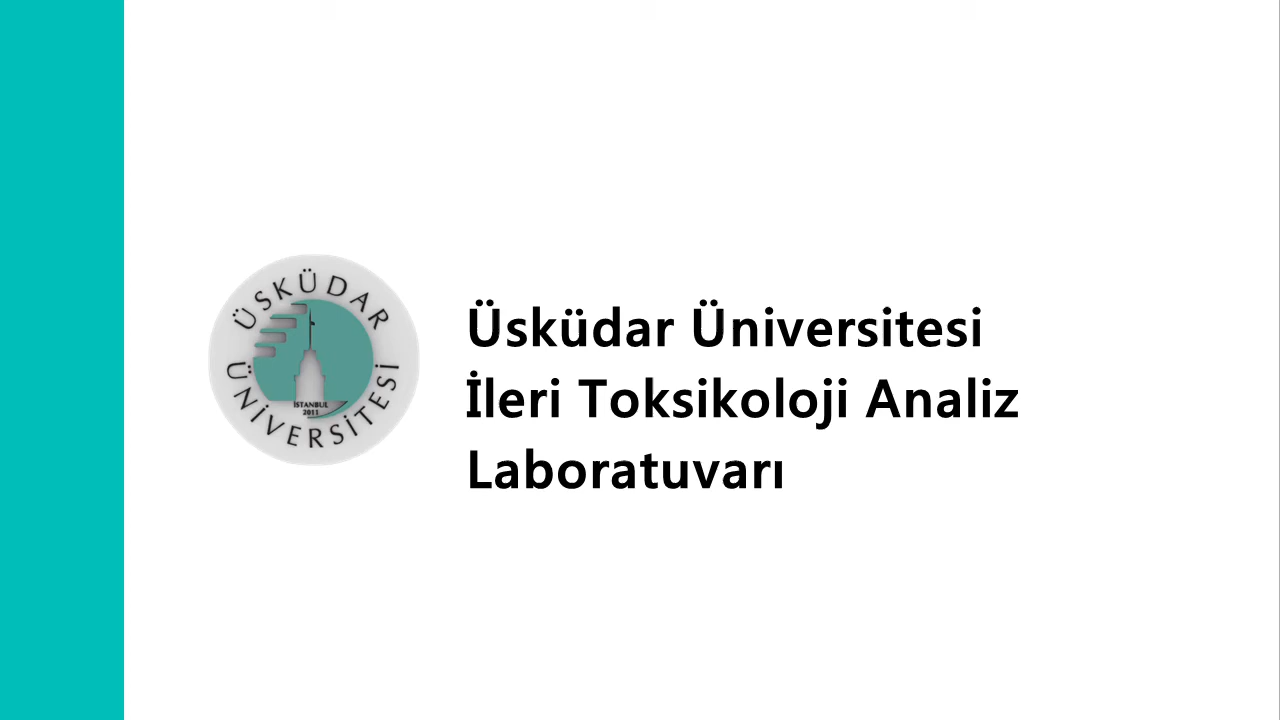 ÜSKÜDAR
ÜNİVERSİTESİ
İSTANBUL
2011
Üsküdar Üniversitesi
İleri Toksikoloji Analiz
Laboratuvarı